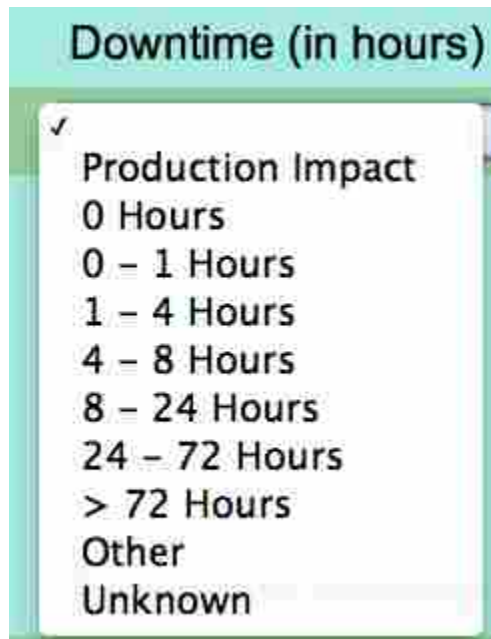 Downtime (in hours)
✓
Production Impact
0 Hours
0 – 1 Hours
1 – 4 Hours
4 – 8 Hours
8 – 24 Hours
24 – 72 Hours
> 72 Hours
Other
Unknown